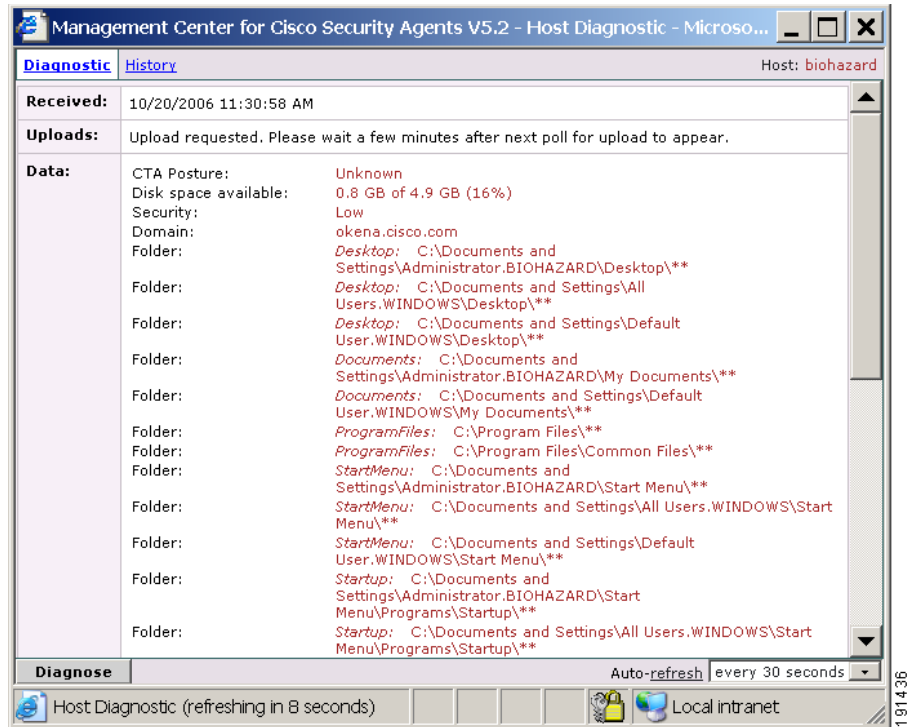 Management Center for Cisco Security Agents V5.2 - Host Diagnostic - Microso...
Diagnostic History Host: biohazard
Received: 10/20/2006 11:30:58 AM
Uploads: Upload requested. Please wait a few minutes after next poll for upload to appear.
Data: CTA Posture: Unknown
Disk space available: 0.8 GB of 4.9 GB (16%)
Security: Low
Domain: okena.cisco.com
Folder: Desktop: C:\Documents and
Settings\Administrator.BIOHAZARD\Desktop\**
Folder: Desktop: C:\Documents and Settings\All
Users.WINDOWS\Desktop\**
Folder: Desktop: C:\Documents and Settings\Default
User.WINDOWS\Desktop\**
Folder: Documents: C:\Documents and
Settings\Administrator.BIOHAZARD\My Documents\**
Folder: Documents: C:\Documents and Settings\Default
User.WINDOWS\My Documents\**
Folder: ProgramFiles: C:\Program Files\**
Folder: ProgramFiles: C:\Program Files\Common Files\**
Folder: StartMenu: C:\Documents and
Settings\Administrator.BIOHAZARD\Start Menu\**
Folder: StartMenu: C:\Documents and Settings\All Users.WINDOWS\Start
Menu\**
Folder: StartMenu: C:\Documents and Settings\Default
User.WINDOWS\Start Menu\**
Folder: Startup: C:\Documents and
Settings\Administrator.BIOHAZARD\Start
Menu\Programs\Startup\**
Folder: Startup: C:\Documents and Settings\All Users.WINDOWS\Start
Menu\Programs\Startup\**
Diagnose Auto-refresh every 30 seconds
Host Diagnostic (refreshing in 8 seconds) Local intranet
191436